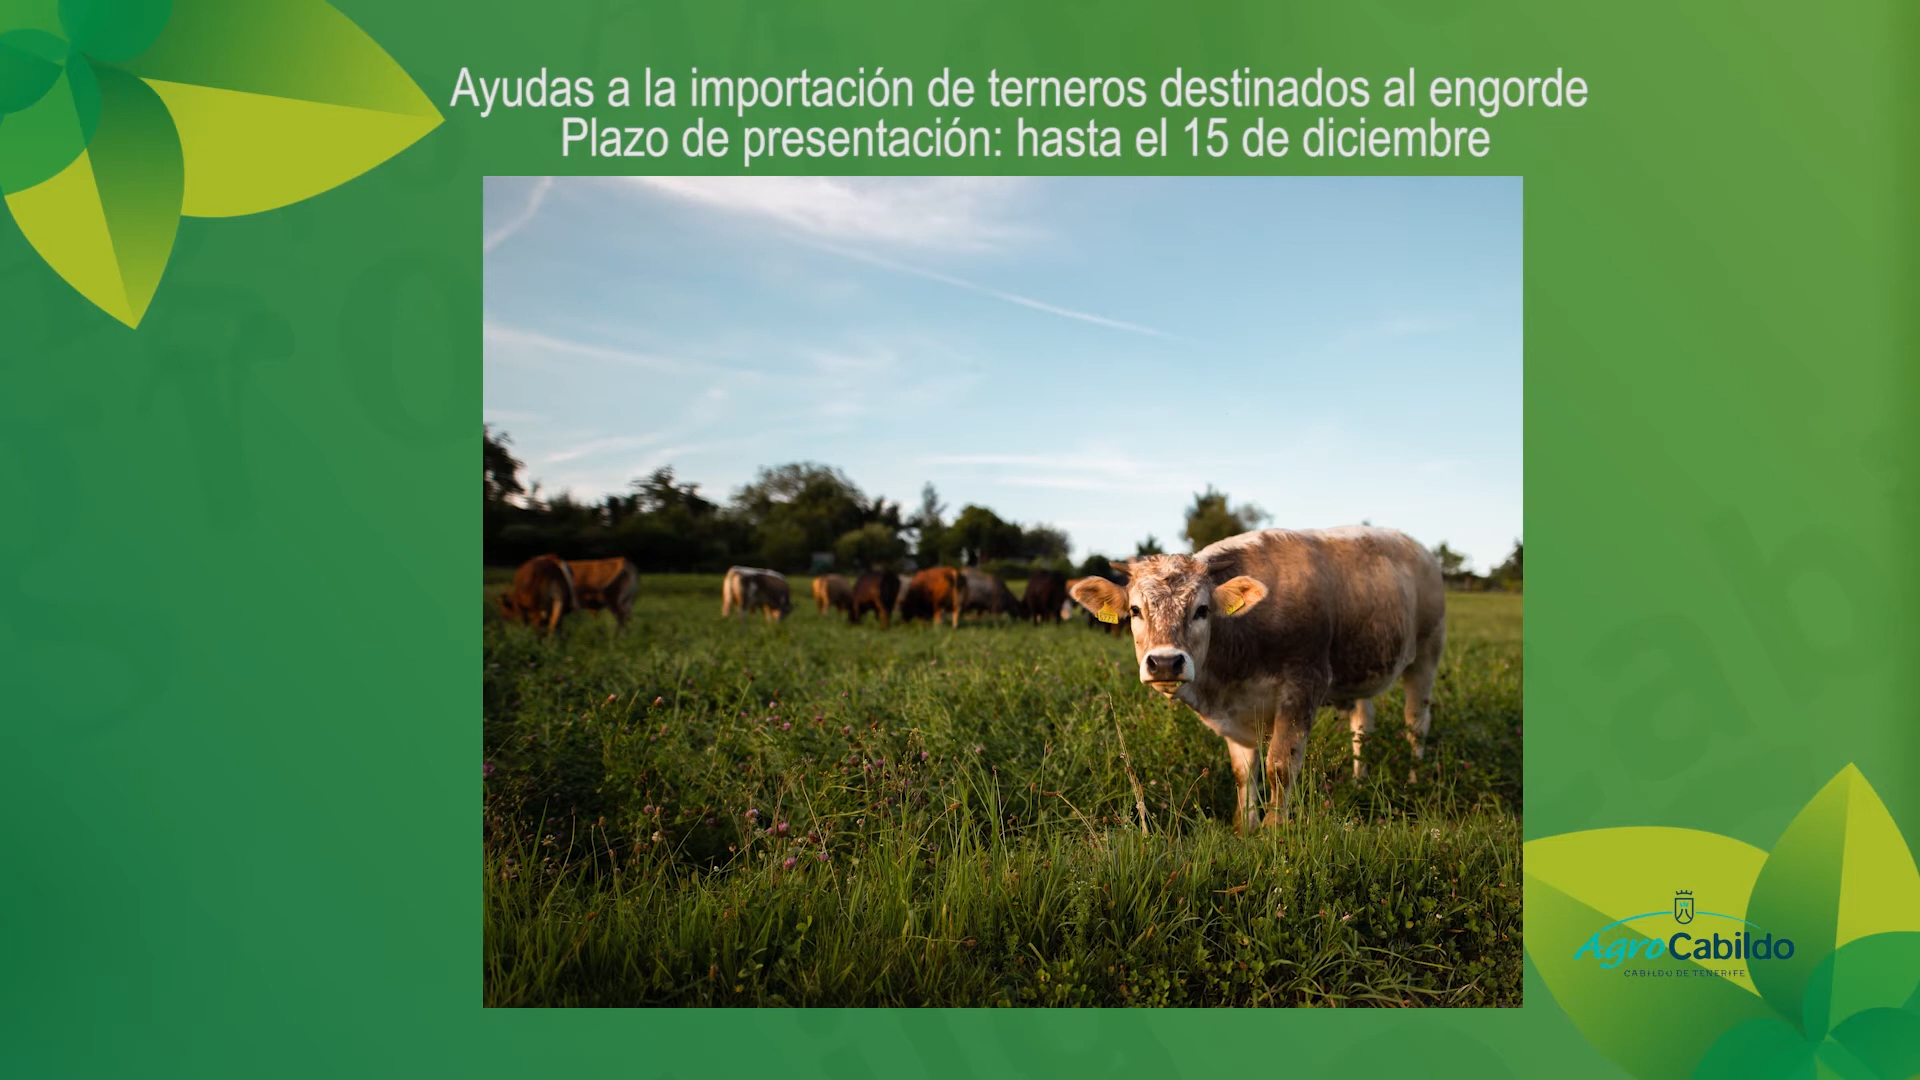 Ayudas a la importación de terneros destinados al engorde
Plazo de presentación: hasta el 15 de diciembre
AgroCabildo
CABILDO DE TENERIFE